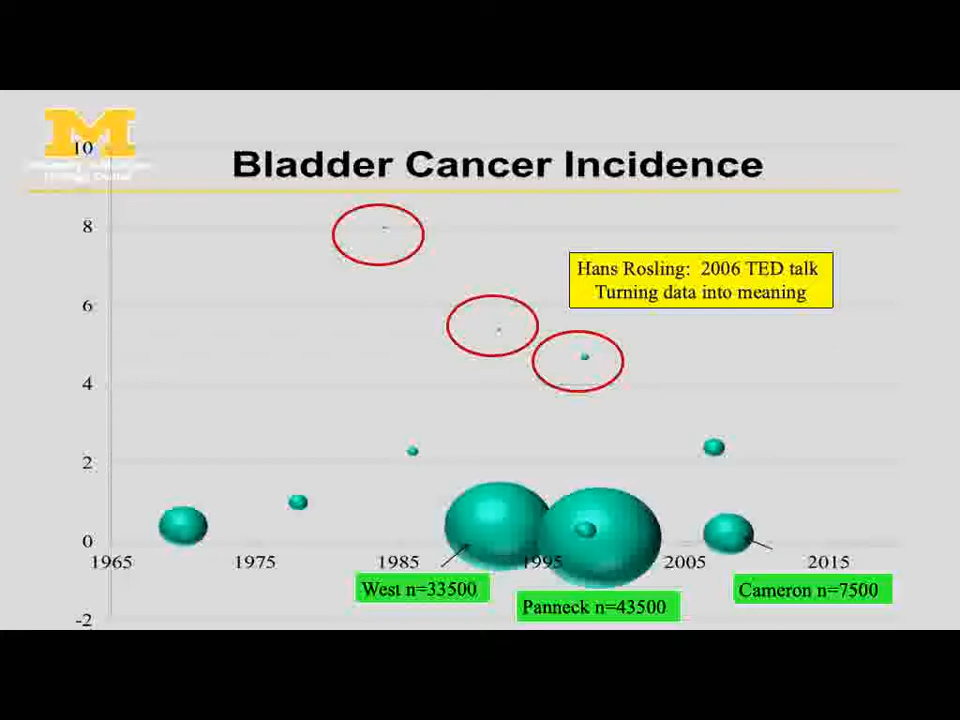 M
Bladder Cancer Incidence
10
8
6
4
2
0
-2
Hans Rosling: 2006 TED talk
Turning data into meaning
1965 1975 1985 1995 2005 2015
West n=33500
Panneck n=43500
Cameron n=7500